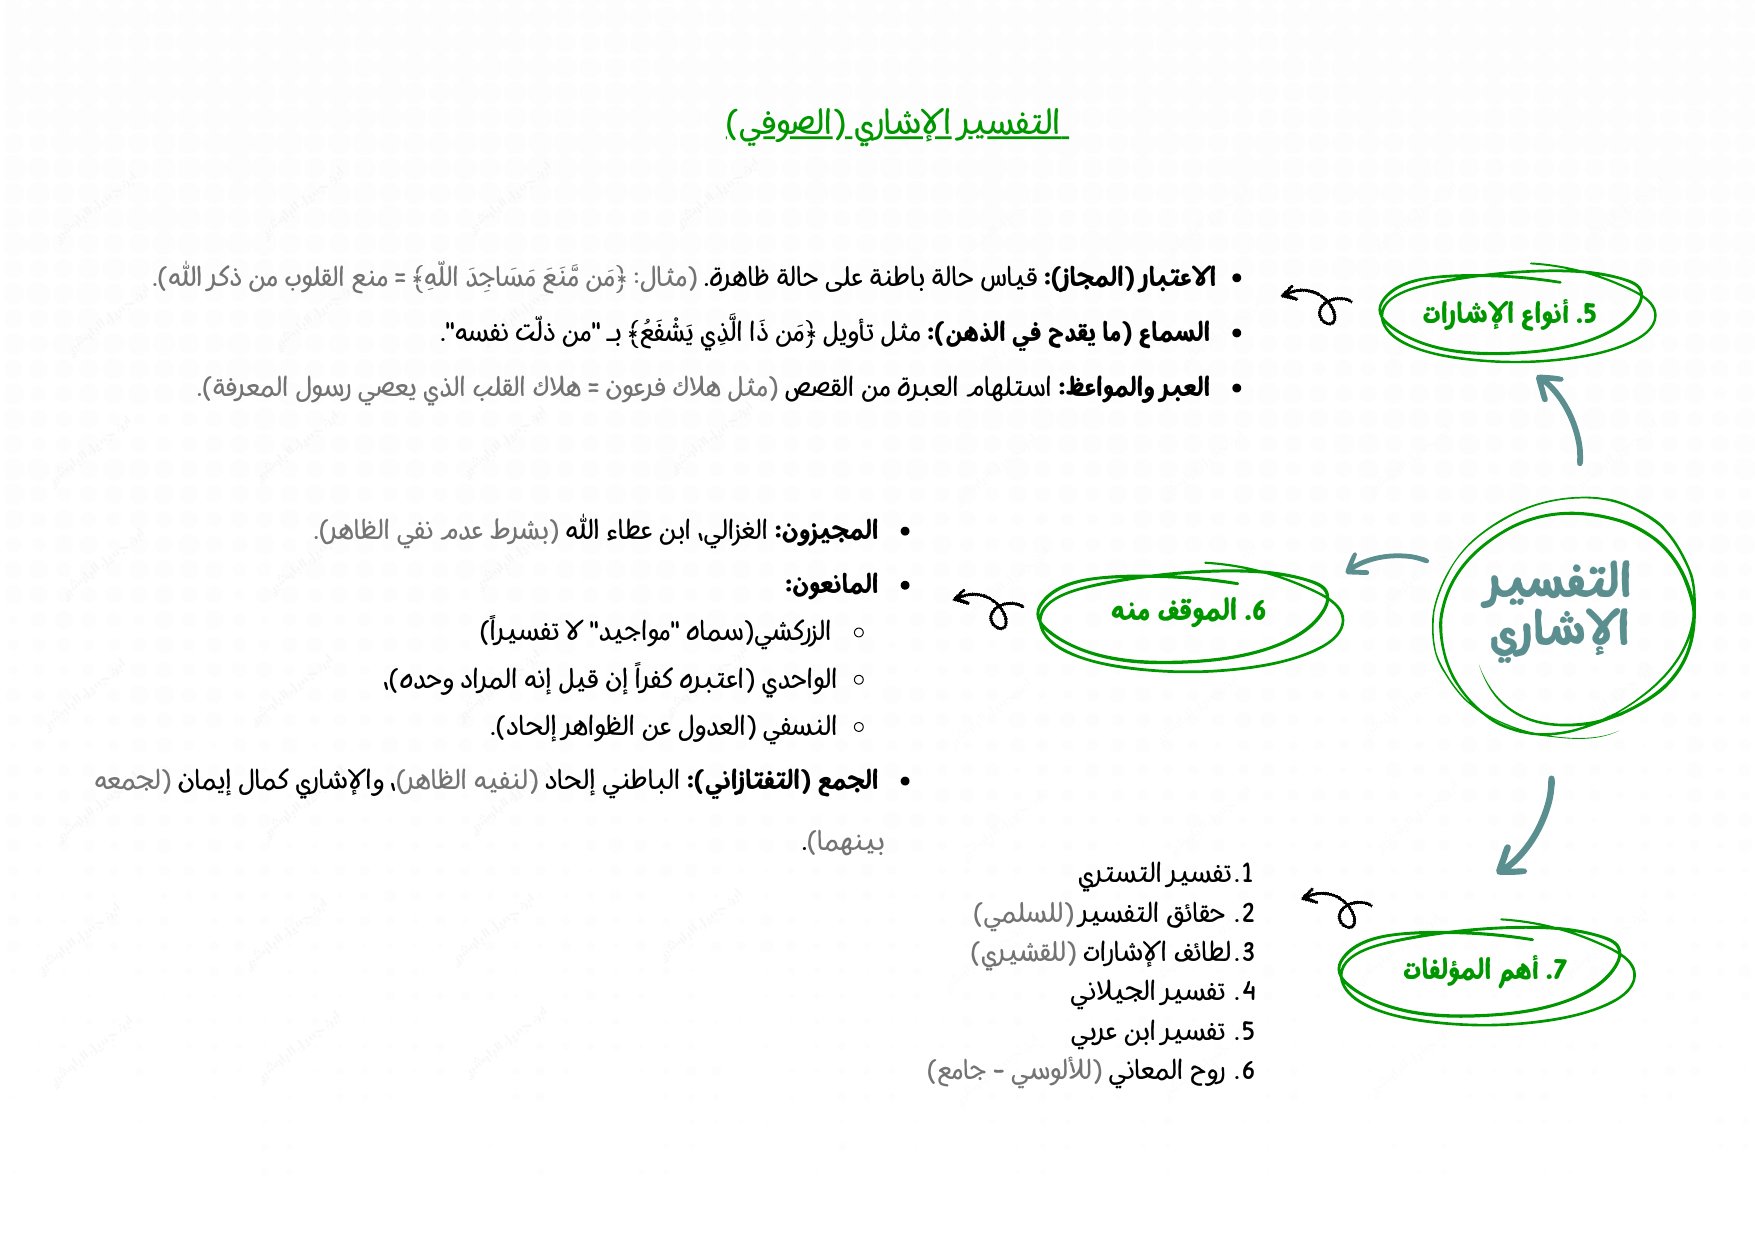 التفسير الإشاري (الصوفي)
5. أنواع الإشارات
• الاعتبار (المجاز): قياس حالة باطنة على حالة ظاهرة. (مثال: ﴿مَن مَّنَعَ مَسَاجِدَ اللّهِ﴾ = منع القلوب من ذكر الله).
• السماع (ما يقدح في الذهن): مثل تأويل ﴿مَن ذَا الَّذِي يَشْفَعُ﴾ بـ "من ذلّت نفسه".
• العبر والمواعظ: استلهام العبرة من القصص (مثل هلاك فرعون = هلاك القلب الذي يعصي رسول المعرفة).
التفسير
الإشاري
6. الموقف منه
• المجيزون: الغزالي، ابن عطاء الله (بشرط عدم نفي الظاهر).
• المانعون:
○ الزركشي(سماه "مواجيد" لا تفسيراً)
○ الواحدي (اعتبره كفراً إن قيل إنه المراد وحده)،
○ النسفي (العدول عن الظواهر إلحاد).
• الجمع (التفتازاني): الباطني إلحاد (لنفيه الظاهر)، والإشاري كمال إيمان (لجمعه
بينهما).
7. أهم المؤلفات
1. تفسير التستري
2. حقائق التفسير (للسلمي)
3. لطائف الإشارات (للقشيري)
4. تفسير الجيلاني
5. تفسير ابن عربي
6. روح المعاني (للألوسي - جامع)